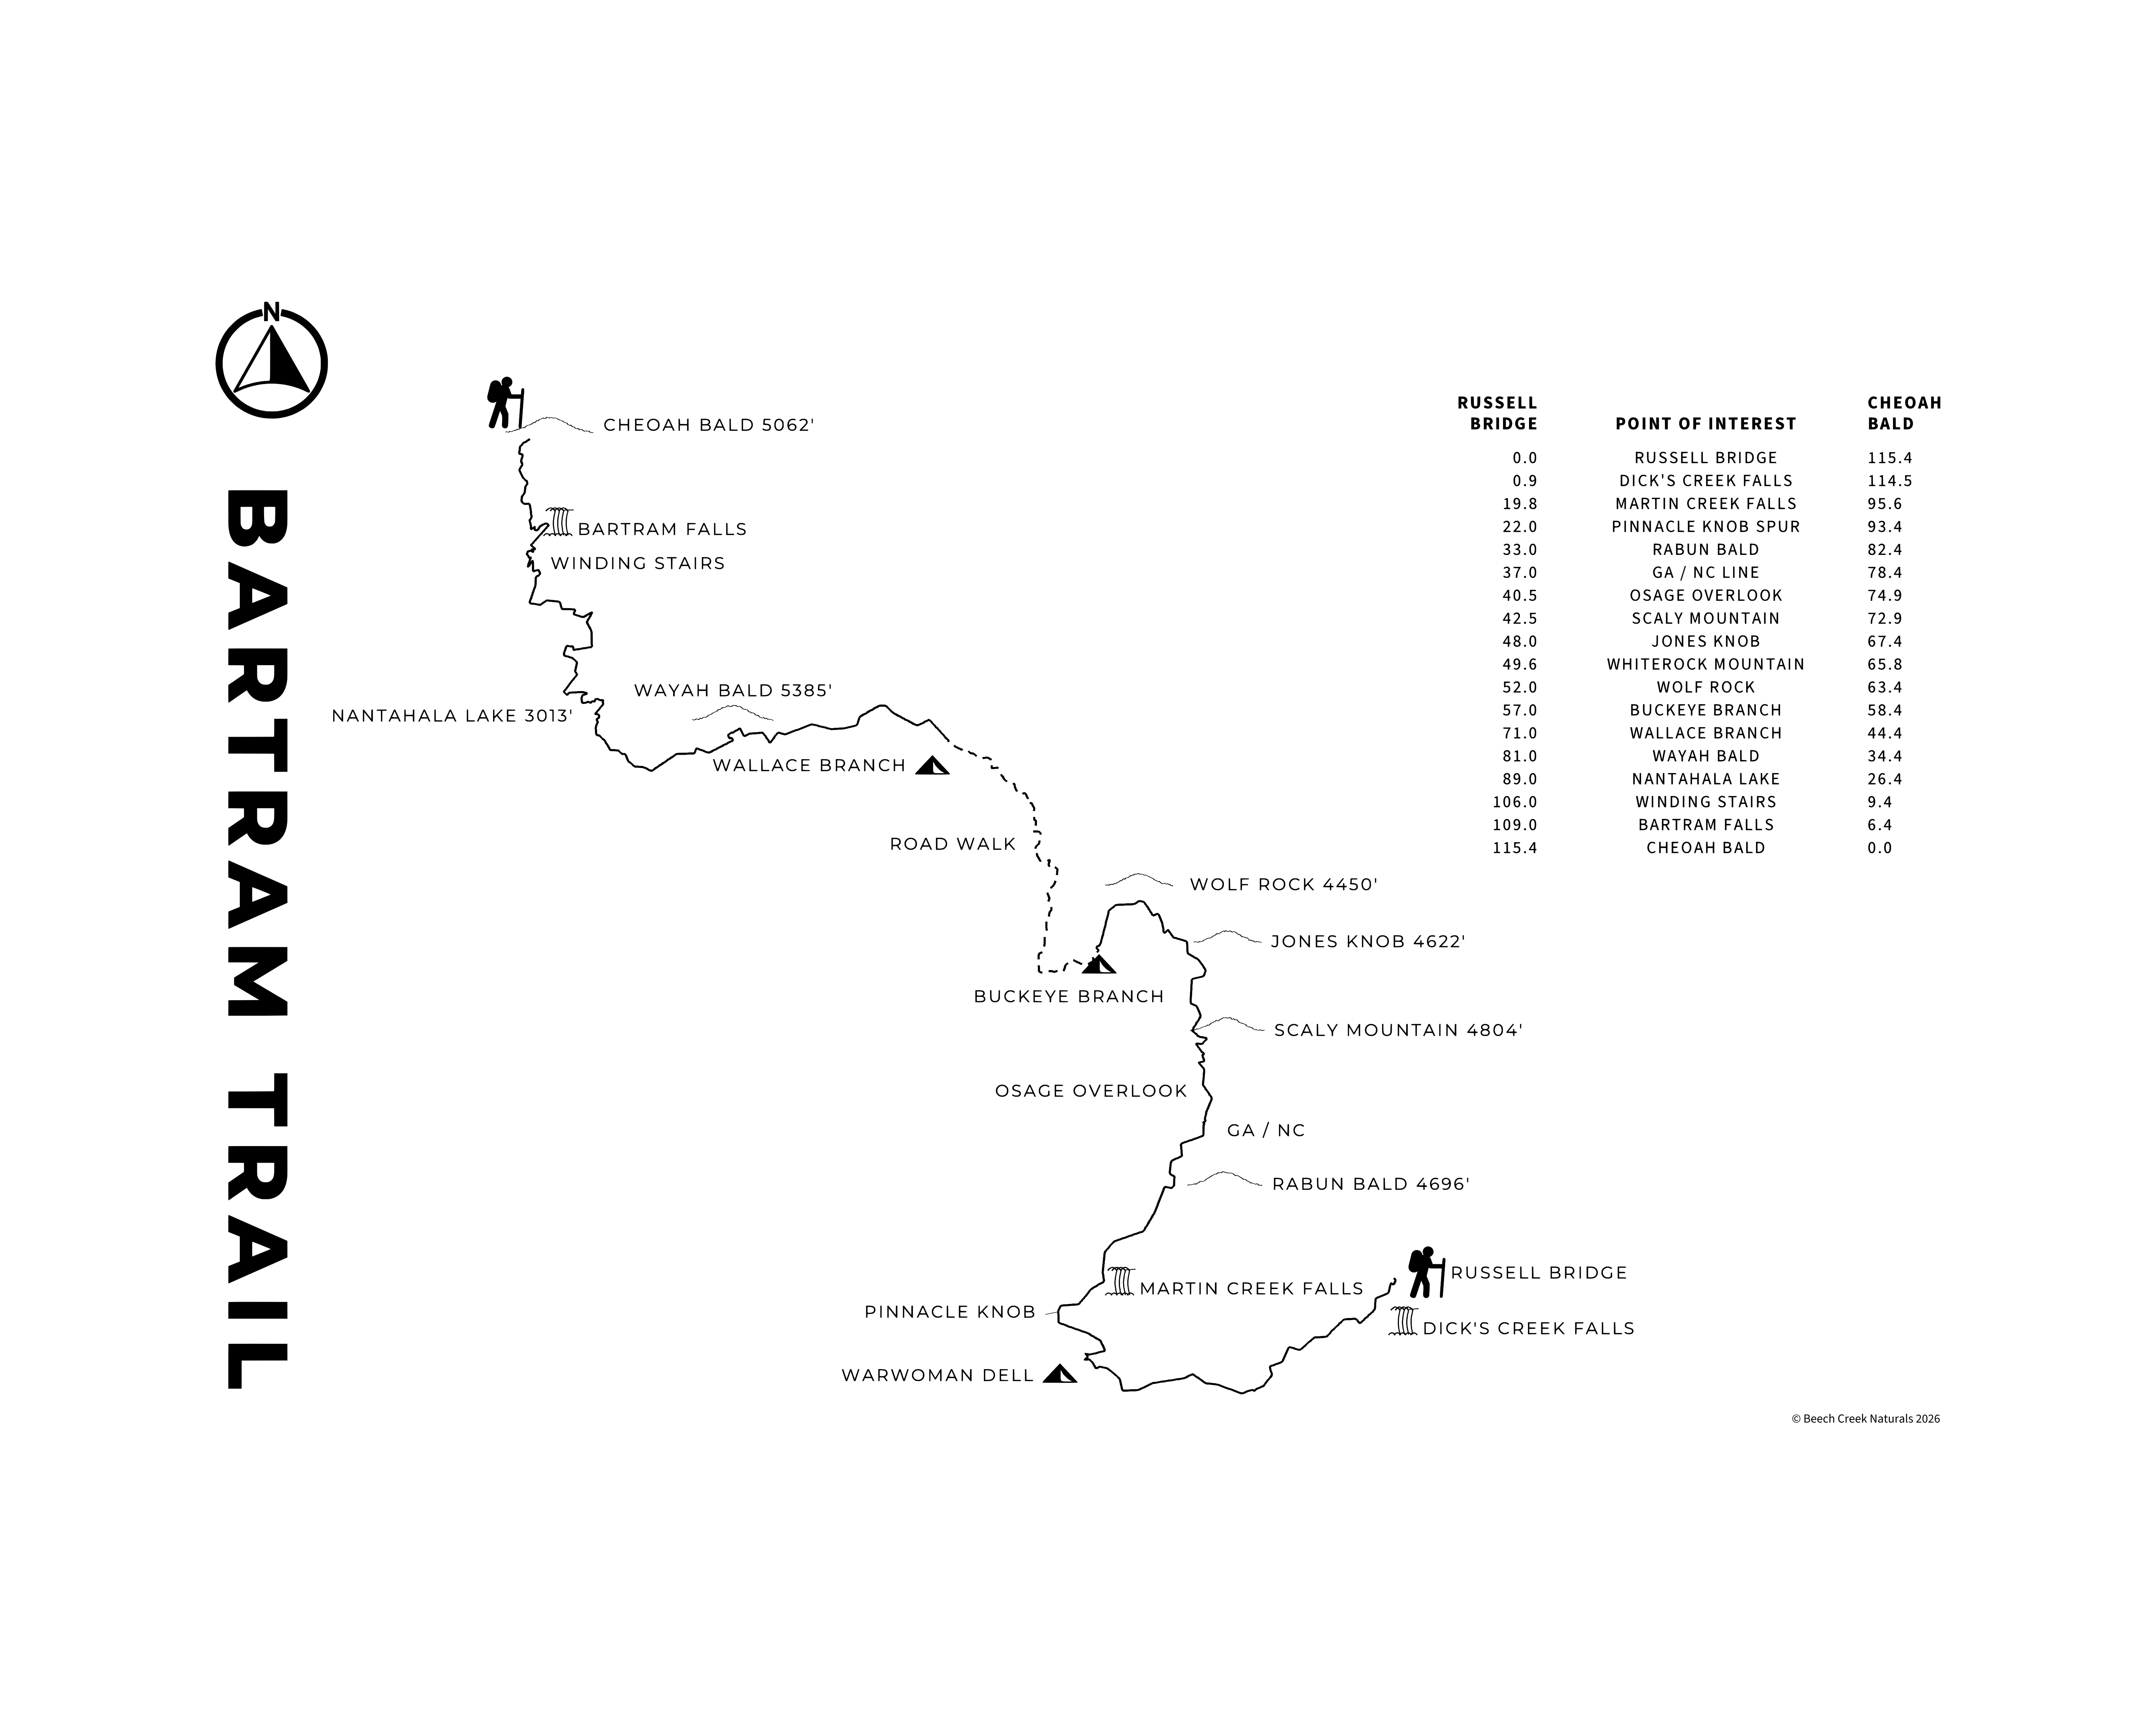 N
BARTRAM TRAIL
CHEOAH BALD 5062'
BARTRAM FALLS
WINDING STAIRS
WAYAH BALD 5385'
NANTAHALA LAKE 3013'
WALLACE BRANCH
ROAD WALK
WOLF ROCK 4450'
JONES KNOB 4622'
BUCKEYE BRANCH
SCALY MOUNTAIN 4804'
OSAGE OVERLOOK
GA / NC
RABUN BALD 4696'
RUSSELL BRIDGE
MARTIN CREEK FALLS
PINNACLE KNOB
DICK'S CREEK FALLS
WARWOMAN DELL
RUSSELL CHEOAH
BRIDGE POINT OF INTEREST BALD
0.0 RUSSELL BRIDGE 115.4
0.9 DICK'S CREEK FALLS 114.5
19.8 MARTIN CREEK FALLS 95.6
22.0 PINNACLE KNOB SPUR 93.4
33.0 RABUN BALD 82.4
37.0 GA / NC LINE 78.4
40.5 OSAGE OVERLOOK 74.9
42.5 SCALY MOUNTAIN 72.9
48.0 JONES KNOB 67.4
49.6 WHITEROCK MOUNTAIN 65.8
52.0 WOLF ROCK 63.4
57.0 BUCKEYE BRANCH 58.4
71.0 WALLACE BRANCH 44.4
81.0 WAYAH BALD 34.4
89.0 NANTAHALA LAKE 26.4
106.0 WINDING STAIRS 9.4
109.0 BARTRAM FALLS 6.4
115.4 CHEOAH BALD 0.0
© Beech Creek Naturals 2026